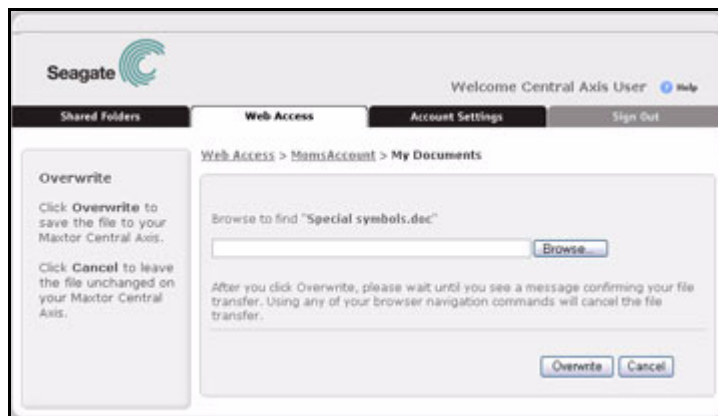 Seagate
Welcome Central Axis User ? Help
Shared Folders Web Access Account Settings Sign Out
Web Access > MomsAccount > My Documents
Overwrite
Click Overwrite to
save the file to your
Maxtor Central Axis.
Click Cancel to leave
the file unchanged on
your Maxtor Central
Axis.
Browse to find "Special symbols.doc"
Browse...
After you click Overwrite, please wait until you see a message confirming your file
transfer. Using any of your browser navigation commands will cancel the file
transfer.
Overwrite Cancel